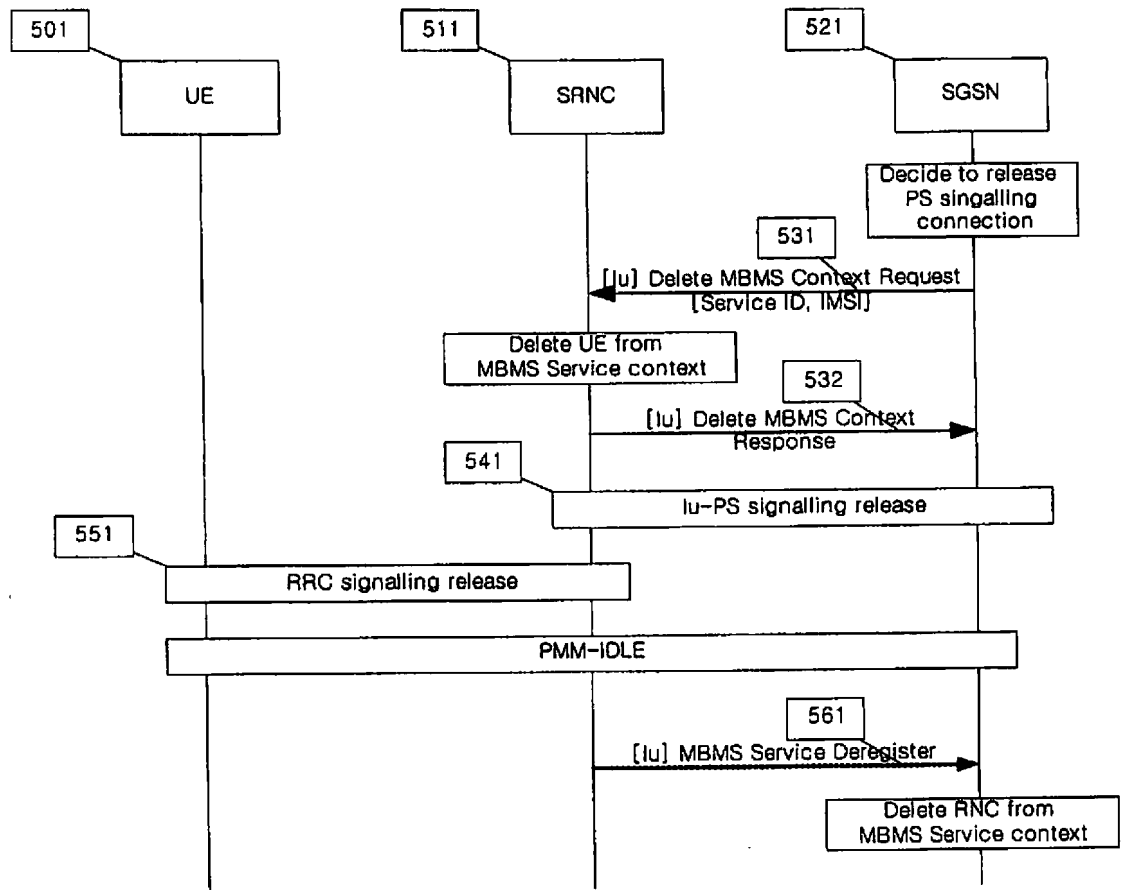 501
511
521
UE
SRNC
SGSN
Decide to release
PS singalling
connection
531
[Iu] Delete MBMS Context Request
[Service ID, IMSI]
Delete UE from
MBMS Service context
532
[Iu] Delete MBMS Context
Response
541
Iu-PS signalling release
551
RRC signalling release
PMM-IDLE
561
[Iu] MBMS Service Deregister
Delete RNC from
MBMS Service context